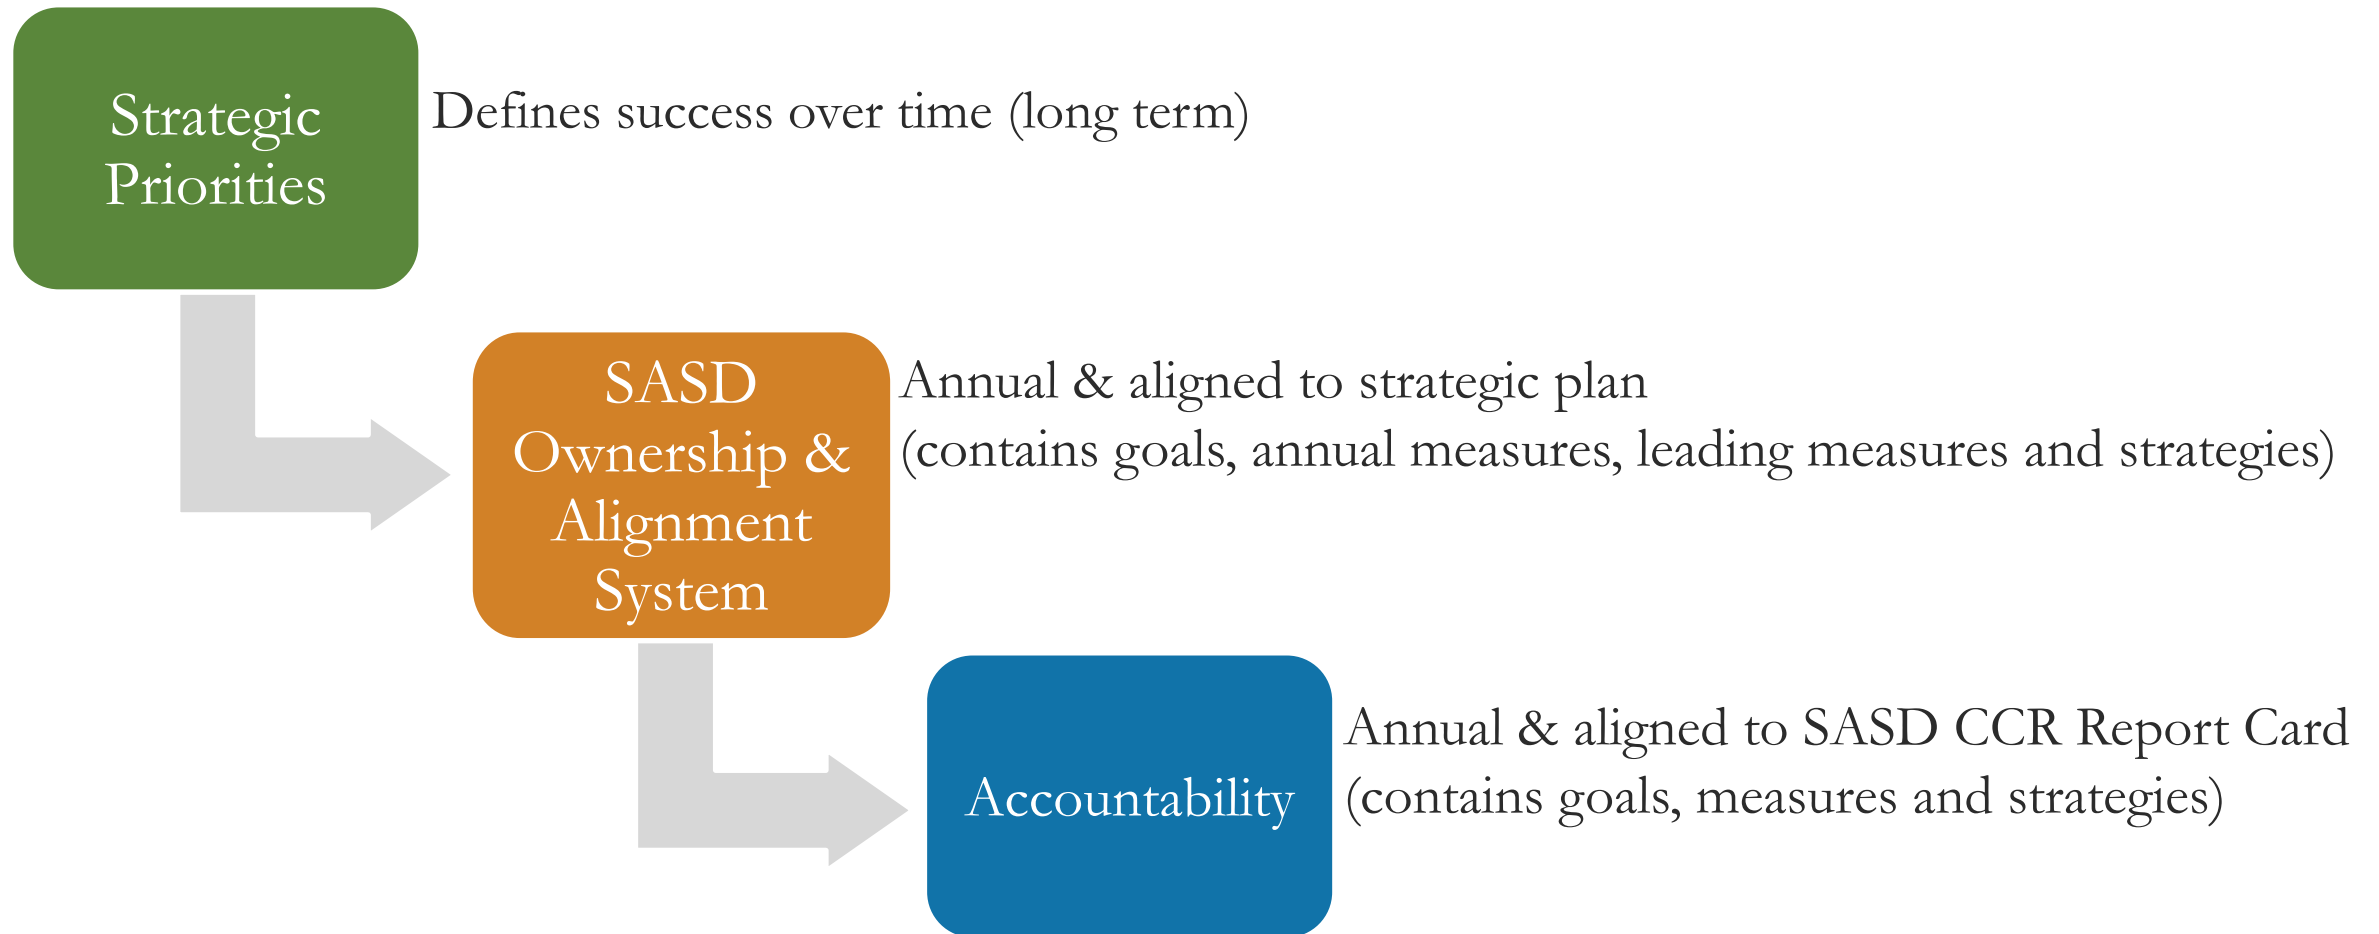 Strategic
Priorities
Defines success over time (long term)
SASD
Ownership &
Alignment
System
Annual & aligned to strategic plan
(contains goals, annual measures, leading measures and strategies)
Accountability
Annual & aligned to SASD CCR Report Card
(contains goals, measures and strategies)